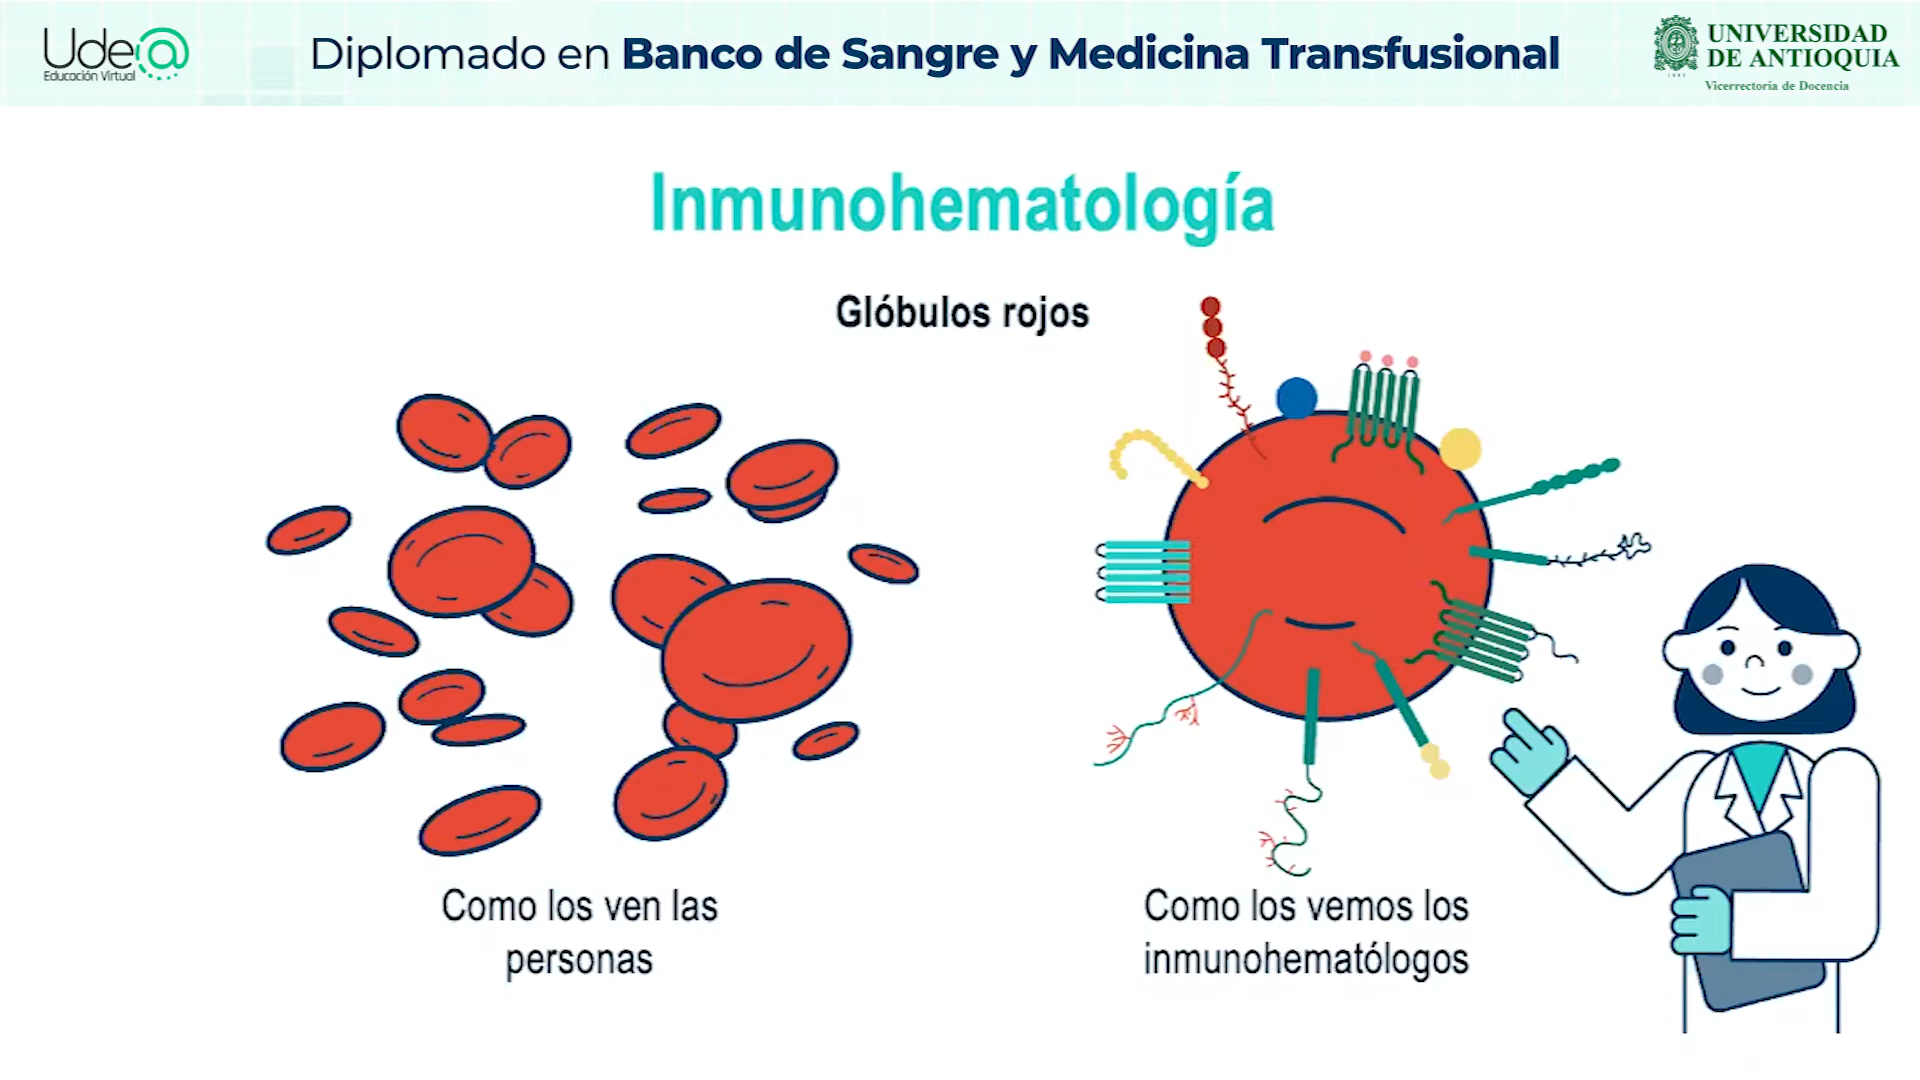 Ude@
Educación Virtual
Diplomado en Banco de Sangre y Medicina Transfusional
UNIVERSIDAD
DE ANTIOQUIA
1803
Vicerrectoría de Docencia
Inmunohematología
Glóbulos rojos
Como los ven las
personas
Como los vemos los
inmunohematólogos